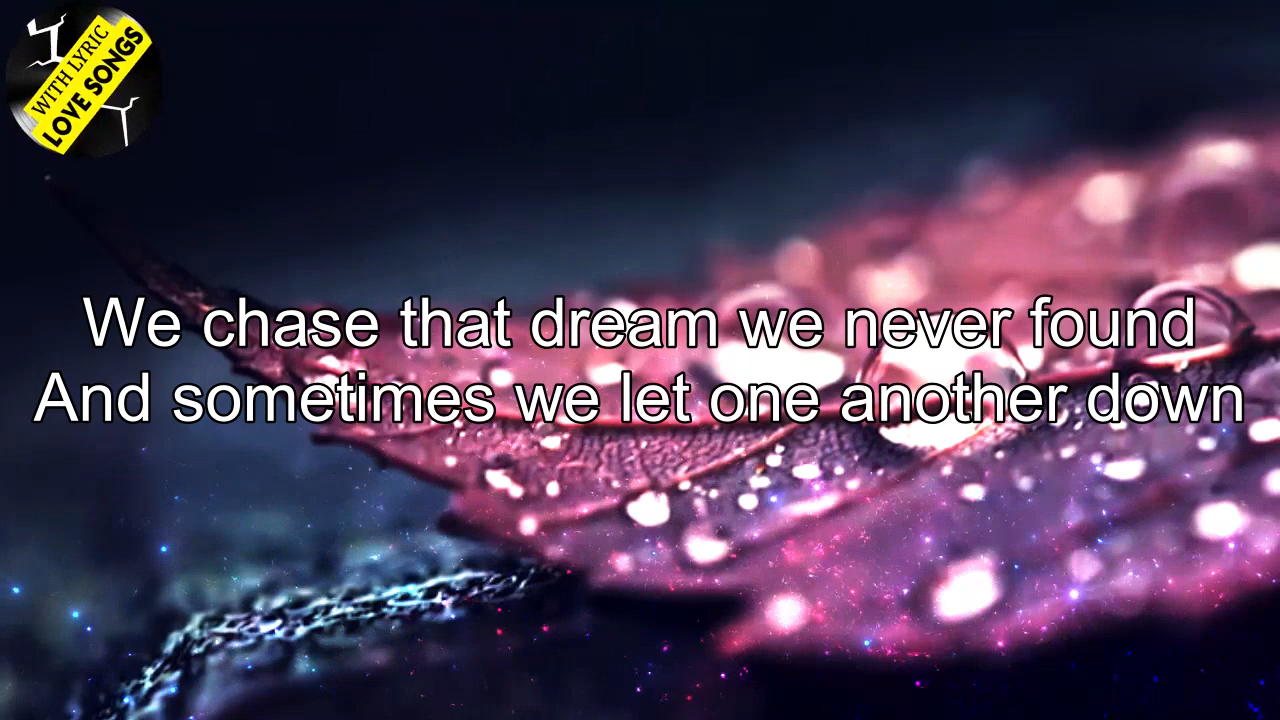 WITH LYRIC
LOVE SONGS
We chase that dream we never found
And sometimes we let one another down